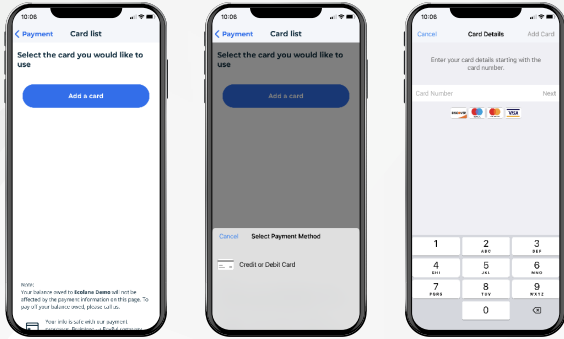 10:06
Payment
Card list
Select the card you would like to
use
Add a card
Note:
Your balance owed to Ecolane Demo will not be
affected by the payment information on this page. To
pay off your balance owed, please call us.
Your info is safe with our payment
10:06
Payment
Card list
Select the card you would like to
use
Add a card
Cancel
Select Payment Method
Credit or Debit Card
10:06
Cancel
Card Details
Add Card
Enter your card details starting with the
card number.
Card Number
Next
DISCOVER
VISA
1
2
ABC
3
DEF
4
GHI
5
JKL
6
MNO
7
PQRS
8
TUV
9
WXYZ
0